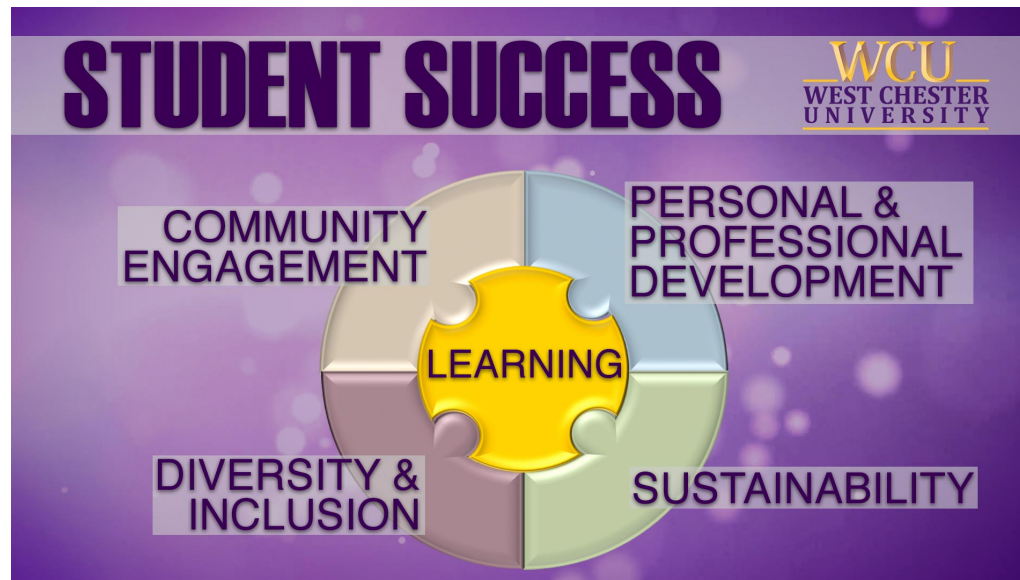 STUDENT SUCCESS
WCU
WEST CHESTER
UNIVERSITY
COMMUNITY
ENGAGEMENT
PERSONAL &
PROFESSIONAL
DEVELOPMENT
LEARNING
DIVERSITY &
INCLUSION
SUSTAINABILITY